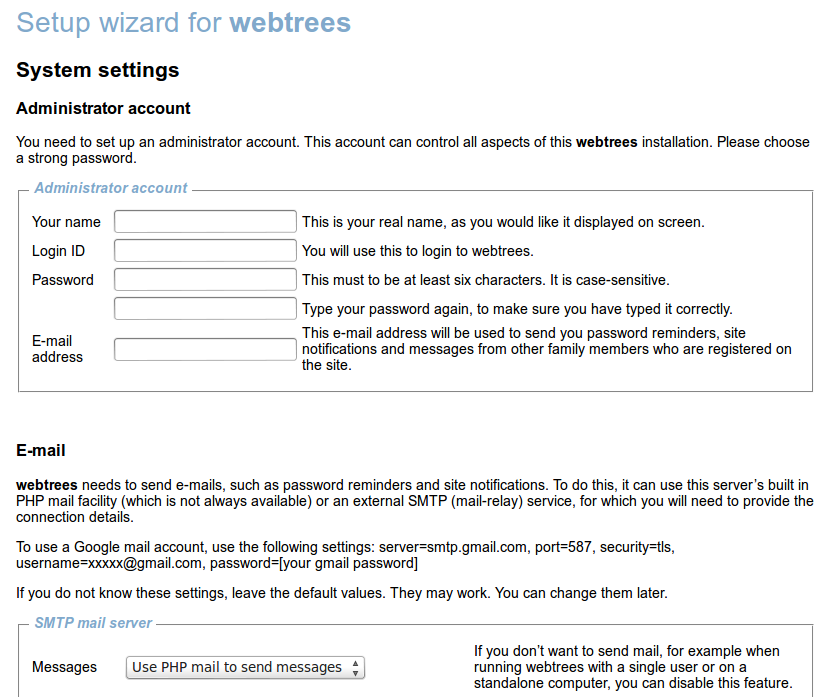 Setup wizard for webtrees
System settings
Administrator account
You need to set up an administrator account. This account can control all aspects of this webtrees installation. Please choose
a strong password.
Administrator account
Your name This is your real name, as you would like it displayed on screen.
Login ID You will use this to login to webtrees.
Password This must to be at least six characters. It is case-sensitive.
Type your password again, to make sure you have typed it correctly.
E-mail
address
This e-mail address will be used to send you password reminders, site
notifications and messages from other family members who are registered on
the site.
E-mail
webtrees needs to send e-mails, such as password reminders and site notifications. To do this, it can use this server's built in
PHP mail facility (which is not always available) or an external SMTP (mail-relay) service, for which you will need to provide the
connection details.
To use a Google mail account, use the following settings: server=smtp.gmail.com, port=587, security=tls,
username=xxxxx@gmail.com, password=[your gmail password]
If you do not know these settings, leave the default values. They may work. You can change them later.
SMTP mail server
Messages Use PHP mail to send messages
If you don't want to send mail, for example when
running webtrees with a single user or on a
standalone computer, you can disable this feature.